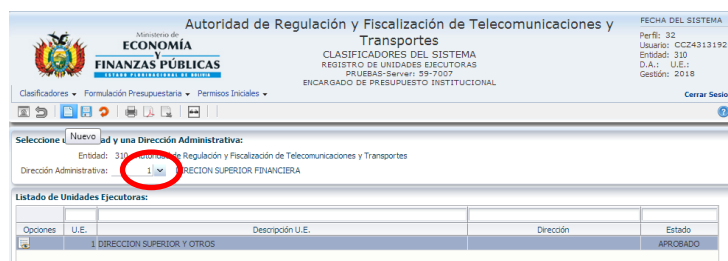 Autoridad de Regulación y Fiscalización de Telecomunicaciones y
Transportes
CLASIFICADORES DEL SISTEMA
REGISTRO DE UNIDADES EJECUTORAS
PRUEBAS-Server: 59-7007
ENCARGADO DE PRESUPUESTO INSTITUCIONAL
Ministerio de
ECONOMÍA
Y
FINANZAS PÚBLICAS
ESTADO PLURINACIONAL DE BOLIVIA
FECHA DEL SISTEMA
Perfil: 32
Usuario: CCZ4313192
Entidad: 310
D.A.: U.E.:
Gestión: 2018
Clasificadores Formulación Presupuestaria Permisos Iniciales
Cerrar Sesio
Nuevo
Seleccione ad y una Dirección Administrativa:
Entidad: 310 de Regulación y Fiscalización de Telecomunicaciones y Transportes
Dirección Administrativa: 1 RECION SUPERIOR FINANCIERA
Listado de Unidades Ejecutoras:
Opciones U.E. Descripción U.E. Dirección Estado
1 DIRECCION SUPERIOR Y OTROS APROBADO